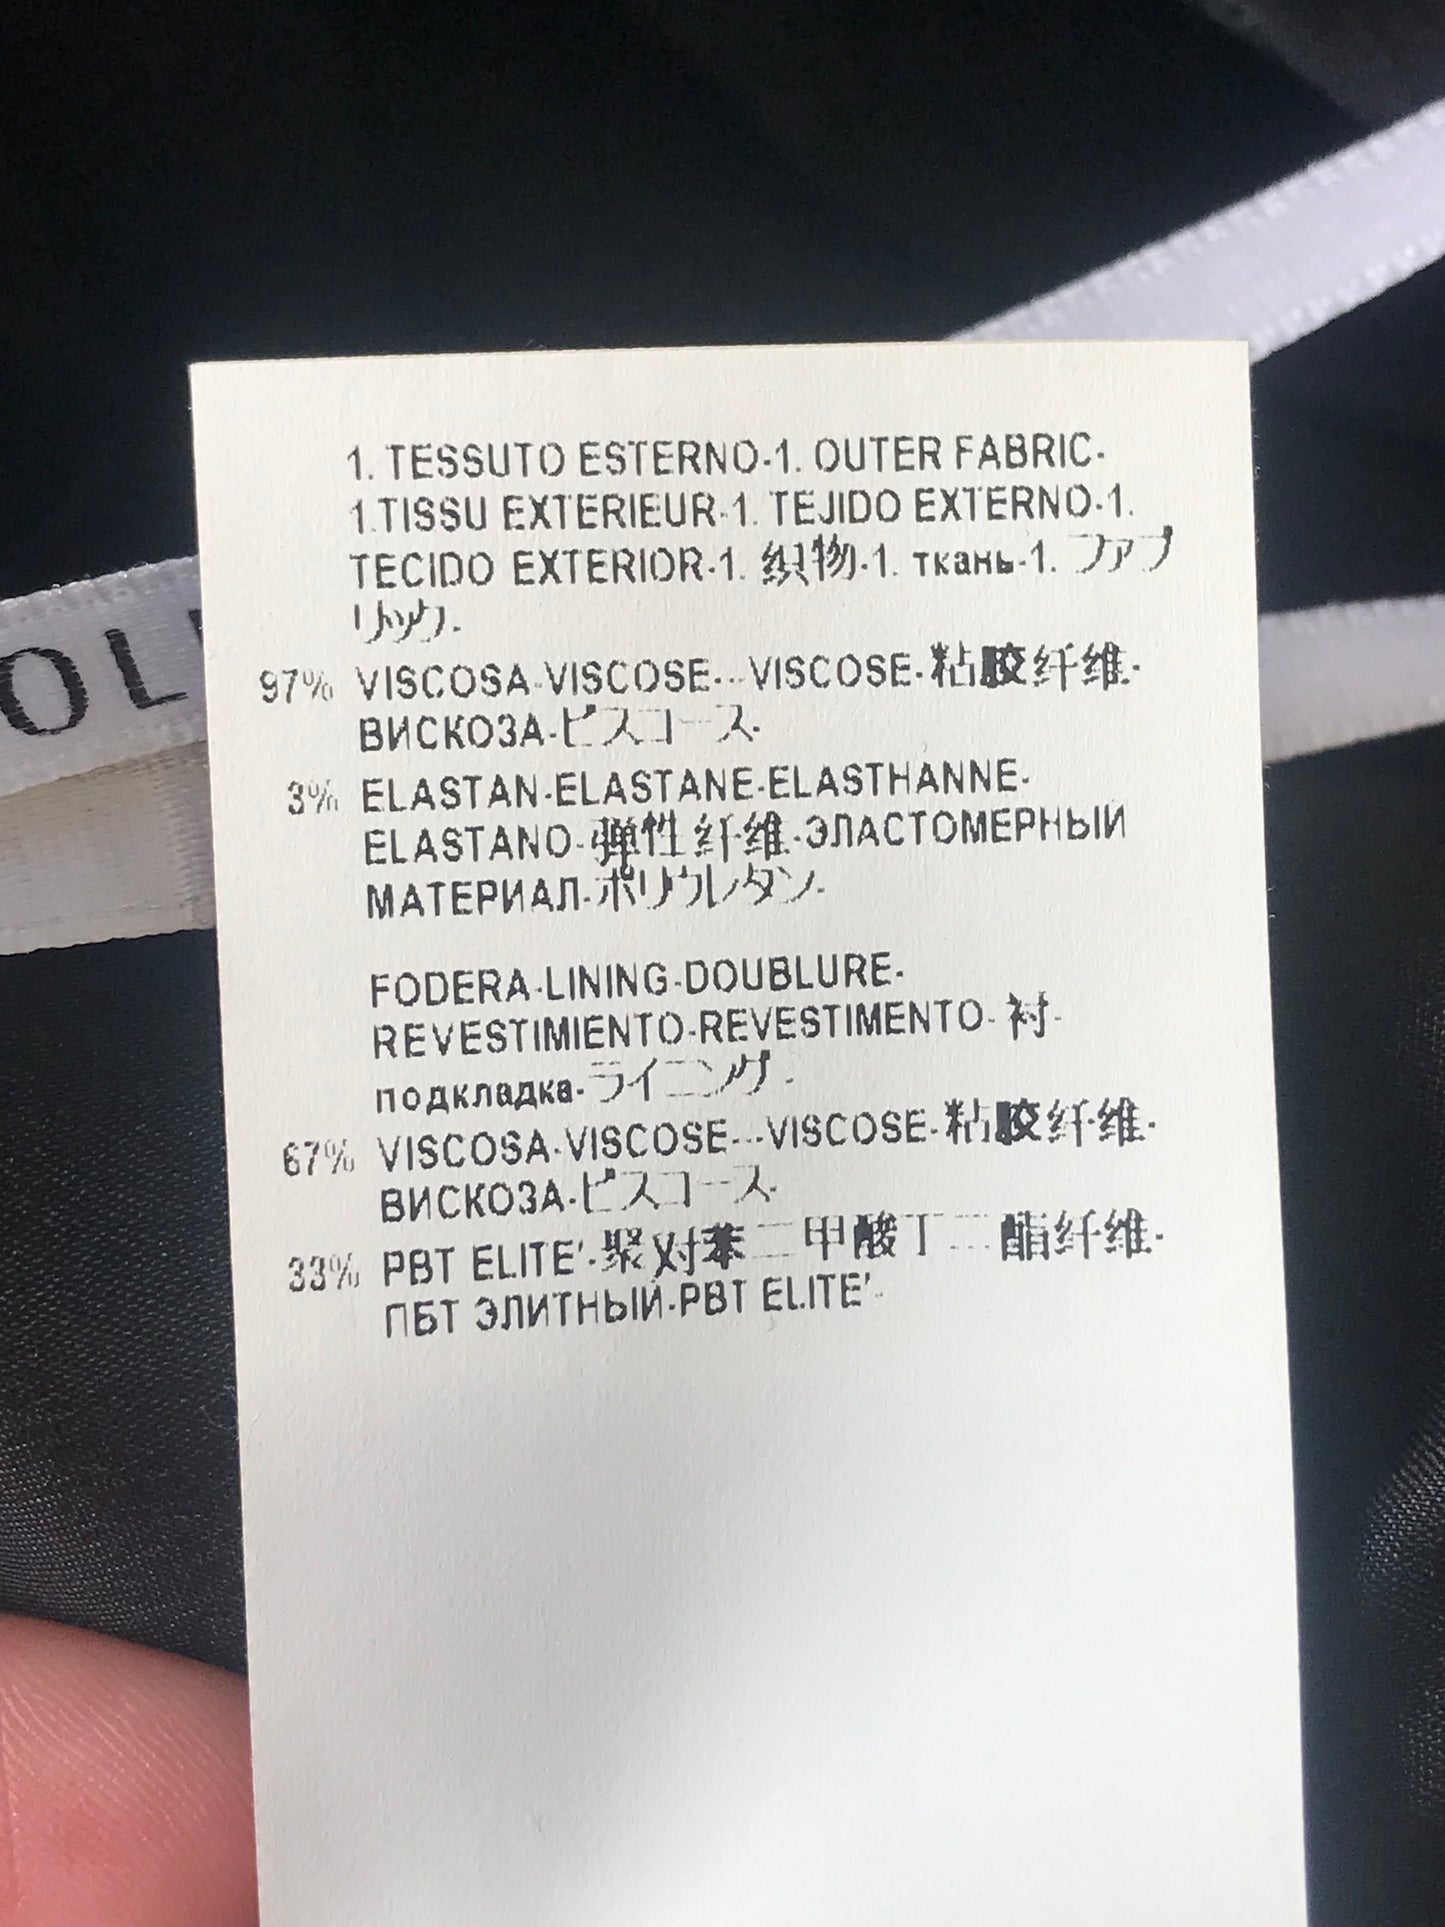 1. TESSUTO ESTERNO-1. OUTER FABRIC-
1.TISSU EXTERIEUR-1. TEJIDO EXTERNO-1.
TECIDO EXTERIOR-1. 织物-1. ткань-1. ファブ
リック-
97% VISCOSA-VISCOSE---VISCOSE-粘胶纤维-
ВИСКОЗА-ビスコース-
3% ELASTAN-ELASTANE-ELASTHANNE-
ELASTANO-弹性纤维-ЭЛАСТОМЕРНЫЙ
МАТЕРИАЛ-ポリウレタン-
FODERA-LINING-DOUBLURE-
REVESTIMIENTO-REVESTIMENTO- 衬-
подкладка-ライニング-
67% VISCOSA-VISCOSE---VISCOSE-粘胶纤维-
ВИСКОЗА-ビスコース-
33% PBT ELITE'-聚对苯二甲酸丁二酯纤维-
ПБТ ЭЛИТНЫЙ-PBT ELITE'-